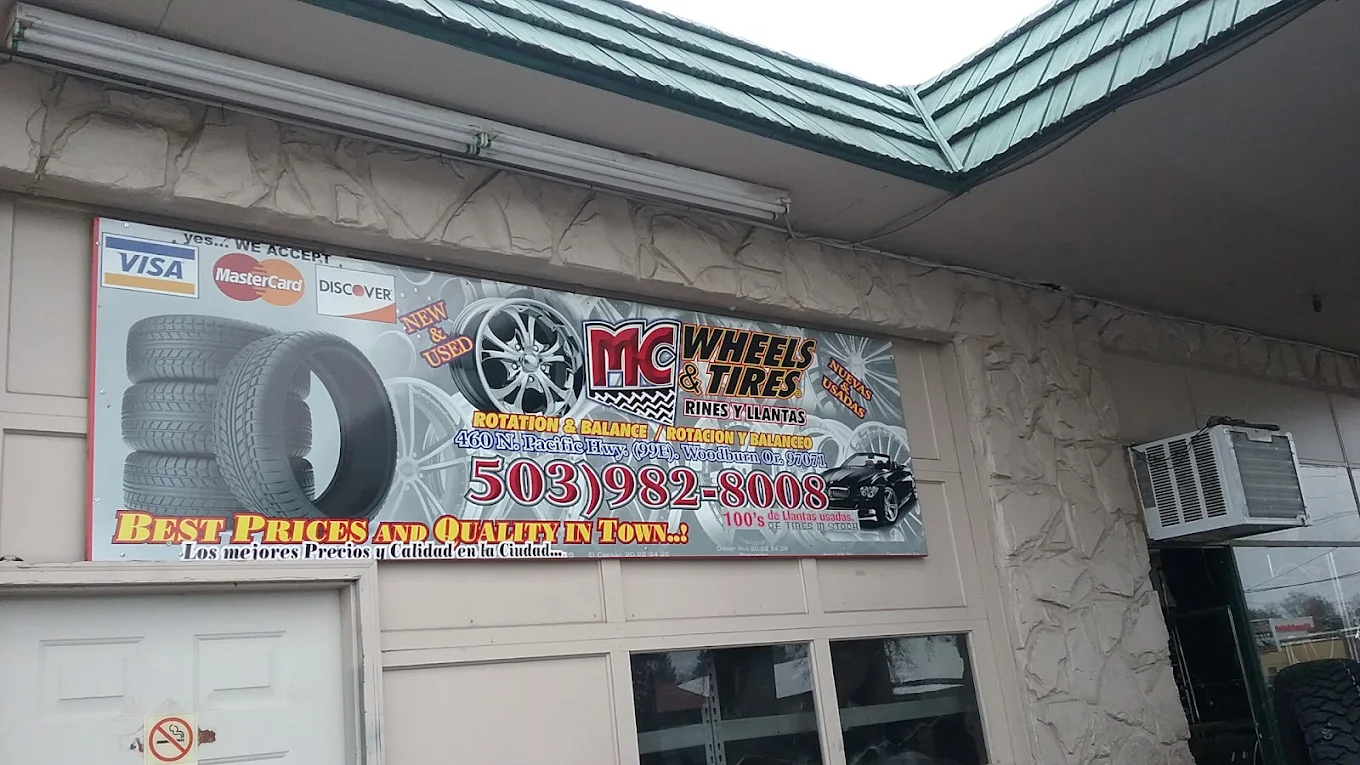 yes... WE ACCEPT
VISA
MasterCard
DISCOVER
NEW
&
USED
MC
WHEELS
& TIRES
RINES Y LLANTAS
NUEVAS
&
USADAS
ROTATION & BALANCE / ROTACION Y BALANCEO
460 N. Pacific Hwy. (99E). Woodburn Or. 97071
503)982-8008
100's de Llantas usadas.
OF TIRES IN STOCK
BEST PRICES AND QUALITY IN TOWN..!
Los mejores Precios y Calidad en la Ciudad...